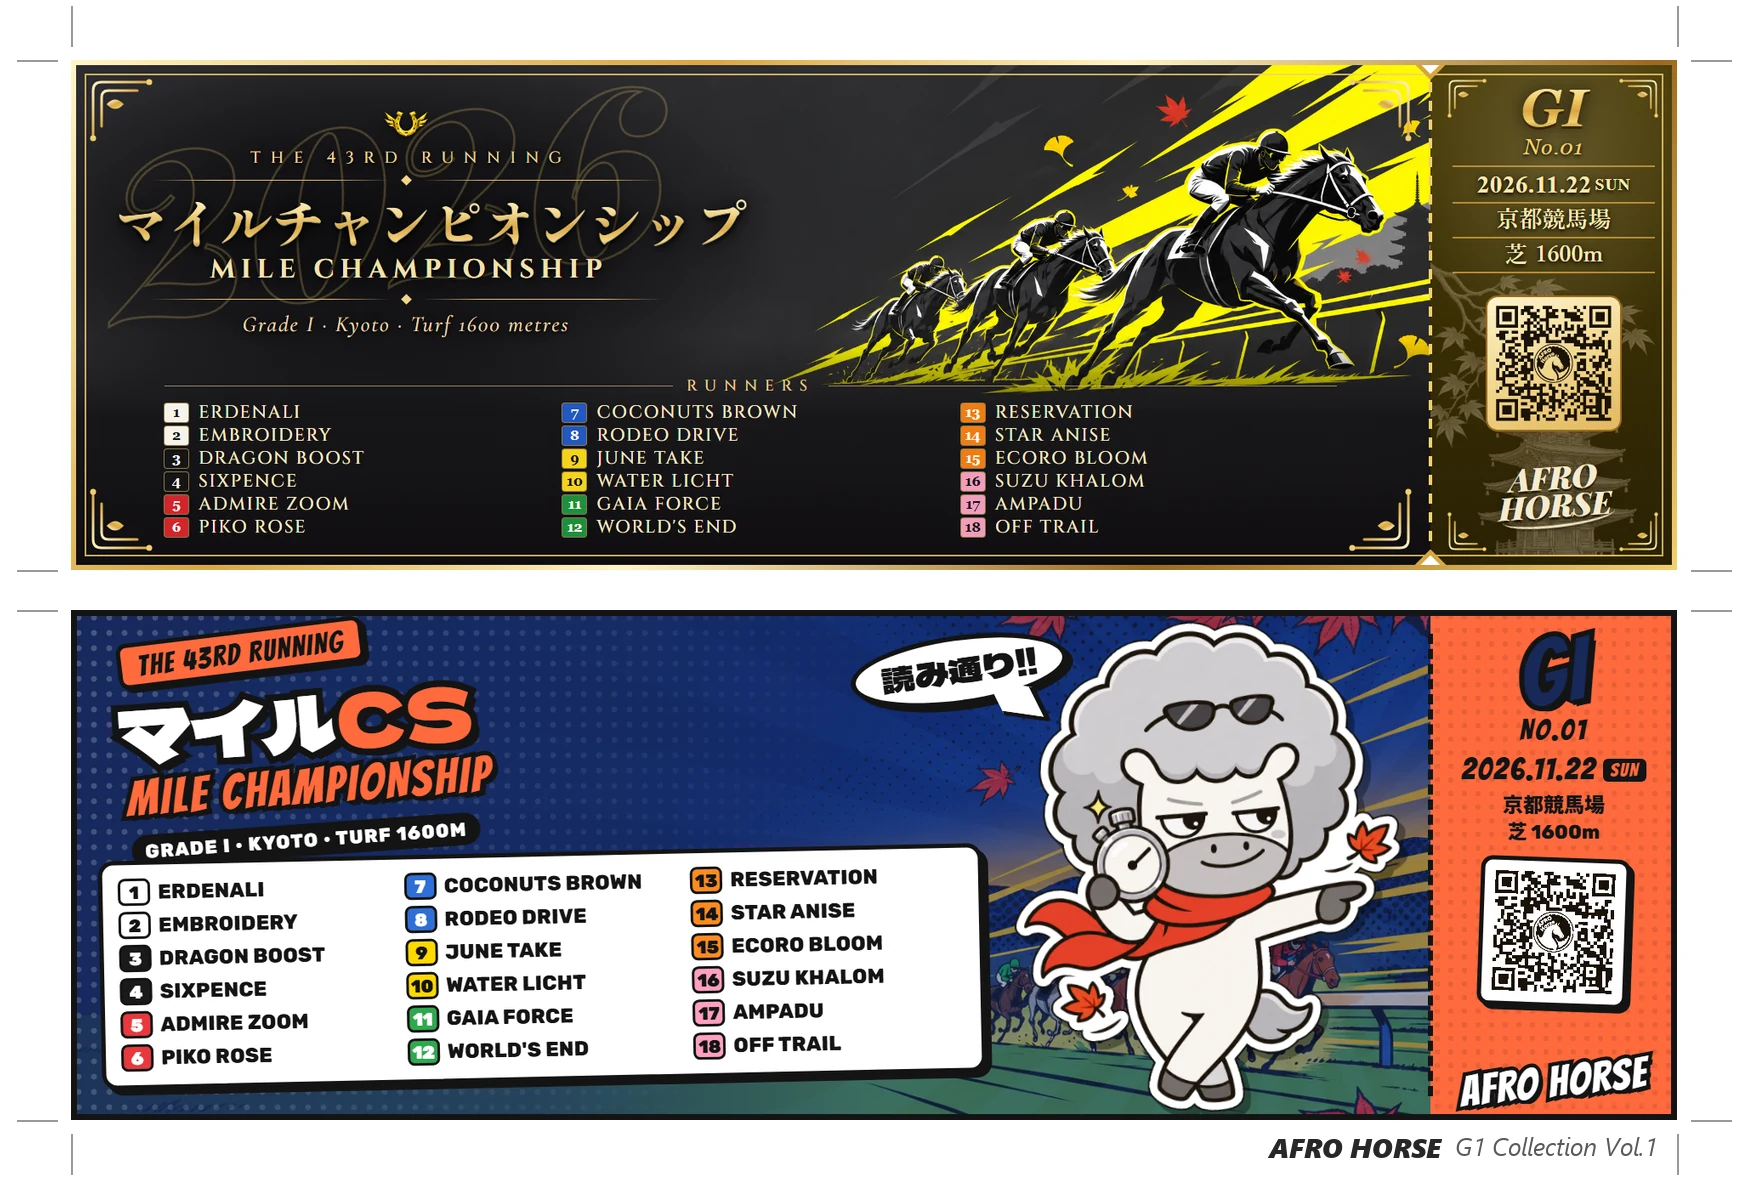 2026
THE 43RD RUNNING
マイルチャンピオンシップ
MILE CHAMPIONSHIP
Grade I · Kyoto · Turf 1600 metres
RUNNERS
1 ERDENALI
2 EMBROIDERY
3 DRAGON BOOST
4 SIXPENCE
5 ADMIRE ZOOM
6 PIKO ROSE
7 COCONUTS BROWN
8 RODEO DRIVE
9 JUNE TAKE
10 WATER LICHT
11 GAIA FORCE
12 WORLD'S END
13 RESERVATION
14 STAR ANISE
15 ECORO BLOOM
16 SUZU KHALOM
17 AMPADU
18 OFF TRAIL
GI
No.01
2026.11.22 SUN
京都競馬場
芝 1600m
AFRO
HORSE
THE 43RD RUNNING
マイルCS
MILE CHAMPIONSHIP
GRADE I • KYOTO • TURF 1600M
1 ERDENALI
2 EMBROIDERY
3 DRAGON BOOST
4 SIXPENCE
5 ADMIRE ZOOM
6 PIKO ROSE
7 COCONUTS BROWN
8 RODEO DRIVE
9 JUNE TAKE
10 WATER LICHT
11 GAIA FORCE
12 WORLD'S END
13 RESERVATION
14 STAR ANISE
15 ECORO BLOOM
16 SUZU KHALOM
17 AMPADU
18 OFF TRAIL
読み通り!!
GI
NO.01
2026.11.22 SUN
京都競馬場
芝 1600m
AFRO HORSE
AFRO HORSE G1 Collection Vol.1